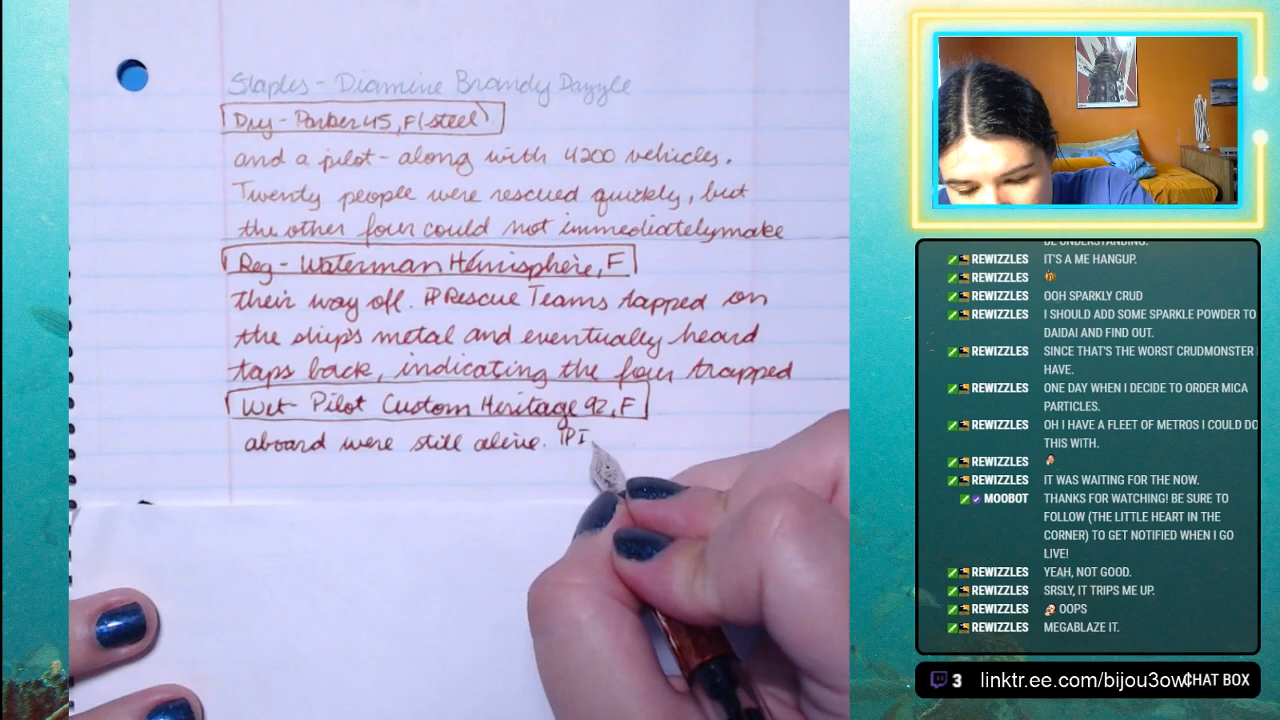 Staples - Diamine Brandy Dazzle
Dry - Parker 45, F (steel)
and a pilot - along with 4200 vehicles.
Twenty people were rescued quickly, but
the other four could not immediatelymake
Reg - Waterman Hémisphère, F
their way off. ¶Rescue Teams tapped on
the ship's metal and eventually heard
taps back, indicating the four trapped
Wet - Pilot Custom Heritage 92, F
aboard were still alive. ¶I
BE UNDERSTANDING.
REWIZZLES IT'S A ME HANGUP.
REWIZZLES
REWIZZLES OOH SPARKLY CRUD
REWIZZLES I SHOULD ADD SOME SPARKLE POWDER TO
DAIDAI AND FIND OUT.
REWIZZLES SINCE THAT'S THE WORST CRUDMONSTER I
HAVE.
REWIZZLES ONE DAY WHEN I DECIDE TO ORDER MICA
PARTICLES.
REWIZZLES OH I HAVE A FLEET OF METROS I COULD DO
THIS WITH.
REWIZZLES
REWIZZLES IT WAS WAITING FOR THE NOW.
MOOBOT THANKS FOR WATCHING! BE SURE TO
FOLLOW (THE LITTLE HEART IN THE
CORNER) TO GET NOTIFIED WHEN I GO
LIVE!
REWIZZLES YEAH, NOT GOOD.
REWIZZLES SRSLY, IT TRIPS ME UP.
REWIZZLES OOPS
REWIZZLES MEGABLAZE IT.
3 linktr.ee.com/bijou3owl CHAT BOX